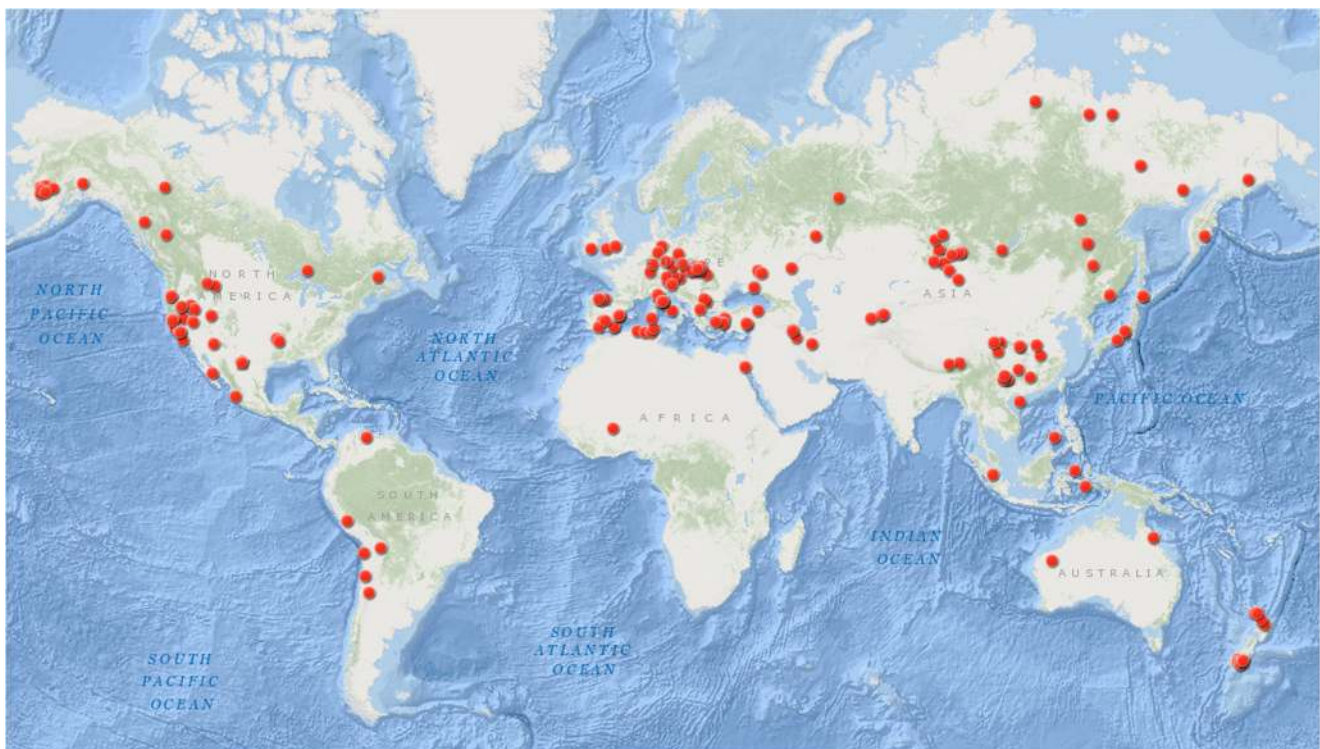 NORTH
AMERICA
NORTH
PACIFIC
OCEAN
NORTH
ATLANTIC
OCEAN
ASIA
AFRICA
PACIFIC OCEAN
SOUTH
AMERICA
INDIAN
OCEAN
AUSTRALIA
SOUTH
ATLANTIC
OCEAN
SOUTH
PACIFIC
OCEAN